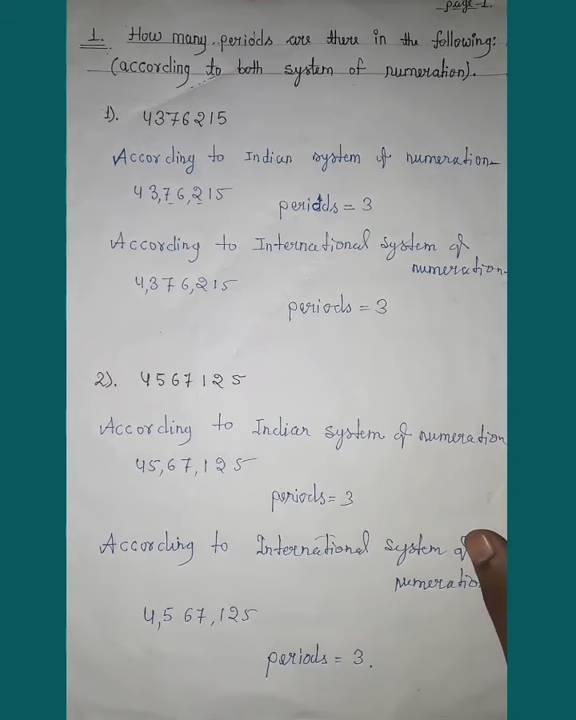 page-1.
1. How many periods are there in the following:
(according to both system of numeration).
1). 4376215
According to Indian system of numeration-
43,76,215
periods = 3
According to International system of
numeration-
4,376,215
periods = 3
2). 4567125
According to Indian system of numeration
45,67,125
periods = 3
According to International system of
numeratio
4,567,125
periods = 3.